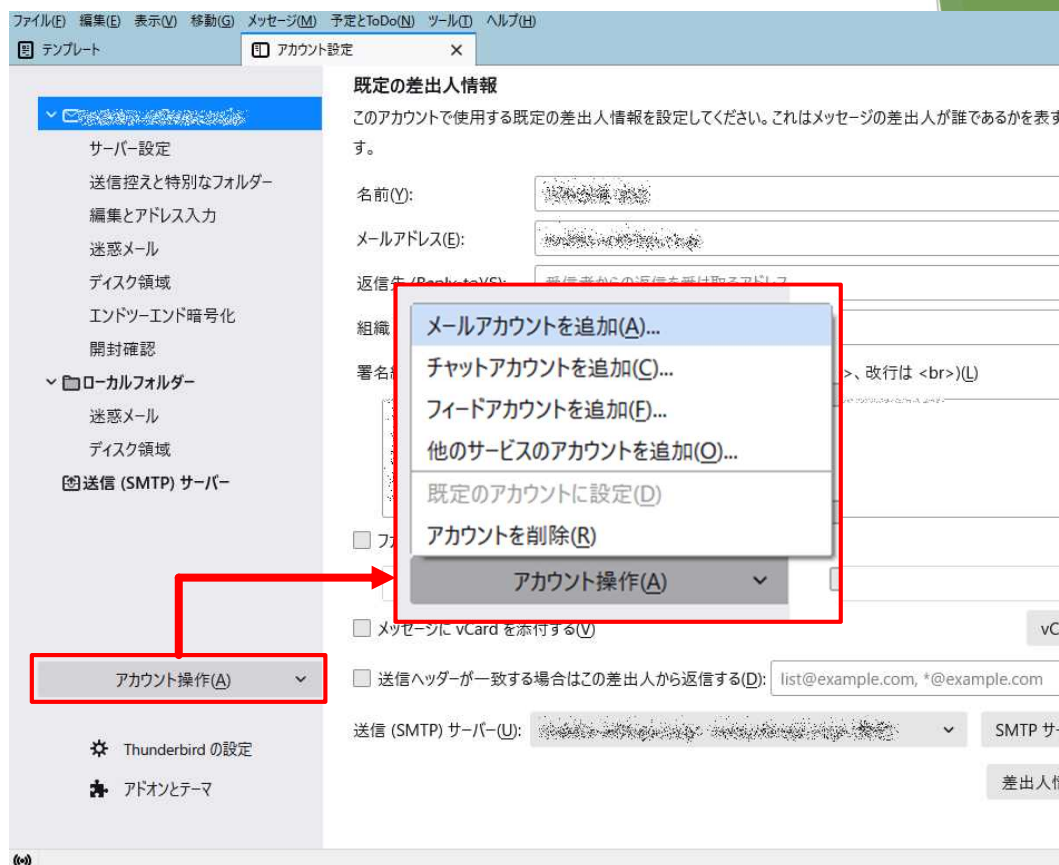 ファイル(F) 編集(E) 表示(V) 移動(G) メッセージ(M) 予定とToDo(N) ツール(T) ヘルプ(H)
テンプレート
アカウント設定
既定の差出人情報
このアカウントで使用する既定の差出人情報を設定してください。これはメッセージの差出人が誰であるかを表す
す。
サーバー設定
送信控えと特別なフォルダー
編集とアドレス入力
迷惑メール
ディスク領域
エンドツーエンド暗号化
開封確認
ローカルフォルダー
迷惑メール
ディスク領域
送信 (SMTP) サーバー
アカウント操作(A)
Thunderbird の設定
アドオンとテーマ
名前(Y):
メールアドレス(E):
組織
署名
>、改行は <br>)(L)
メールアカウントを追加(A)...
チャットアカウントを追加(C)...
フィードアカウントを追加(F)...
他のサービスのアカウントを追加(O)...
既定のアカウントに設定(D)
アカウントを削除(R)
アカウント操作(A)
メッセージに vCard を添付する(V)
vC
送信ヘッダーが一致する場合はこの差出人から返信する(D): list@example.com, *@example.com
送信 (SMTP) サーバー(U):
SMTP サ
差出人情